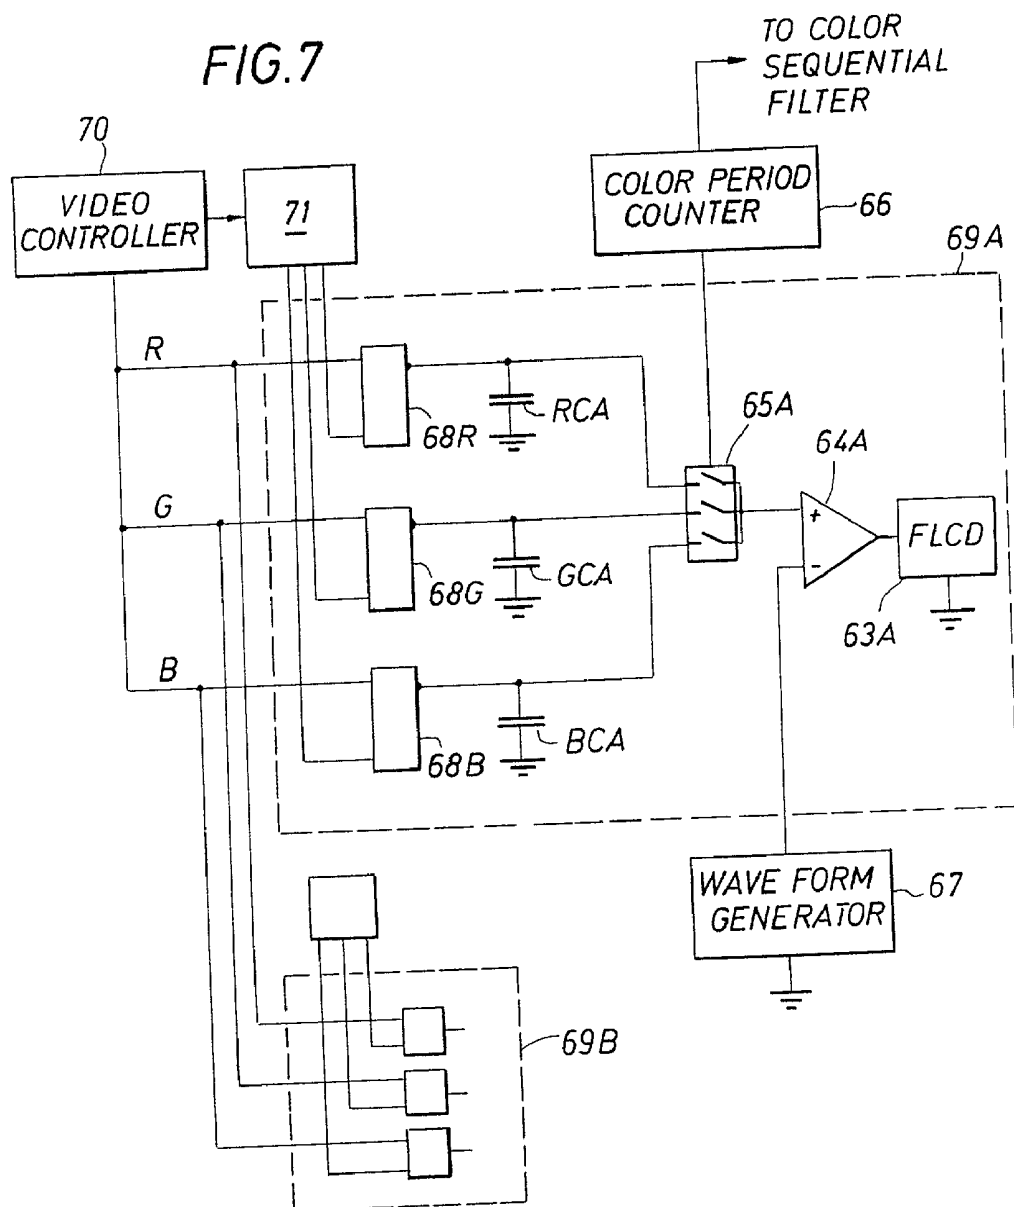 FIG.7
TO COLOR
SEQUENTIAL
FILTER
70
VIDEO
CONTROLLER
71
COLOR PERIOD
COUNTER
66
69A
R
68R
RCA
65A
64A
G
68G
GCA
+
-
FLCD
63A
B
68B
BCA
WAVE FORM
GENERATOR
67
69B